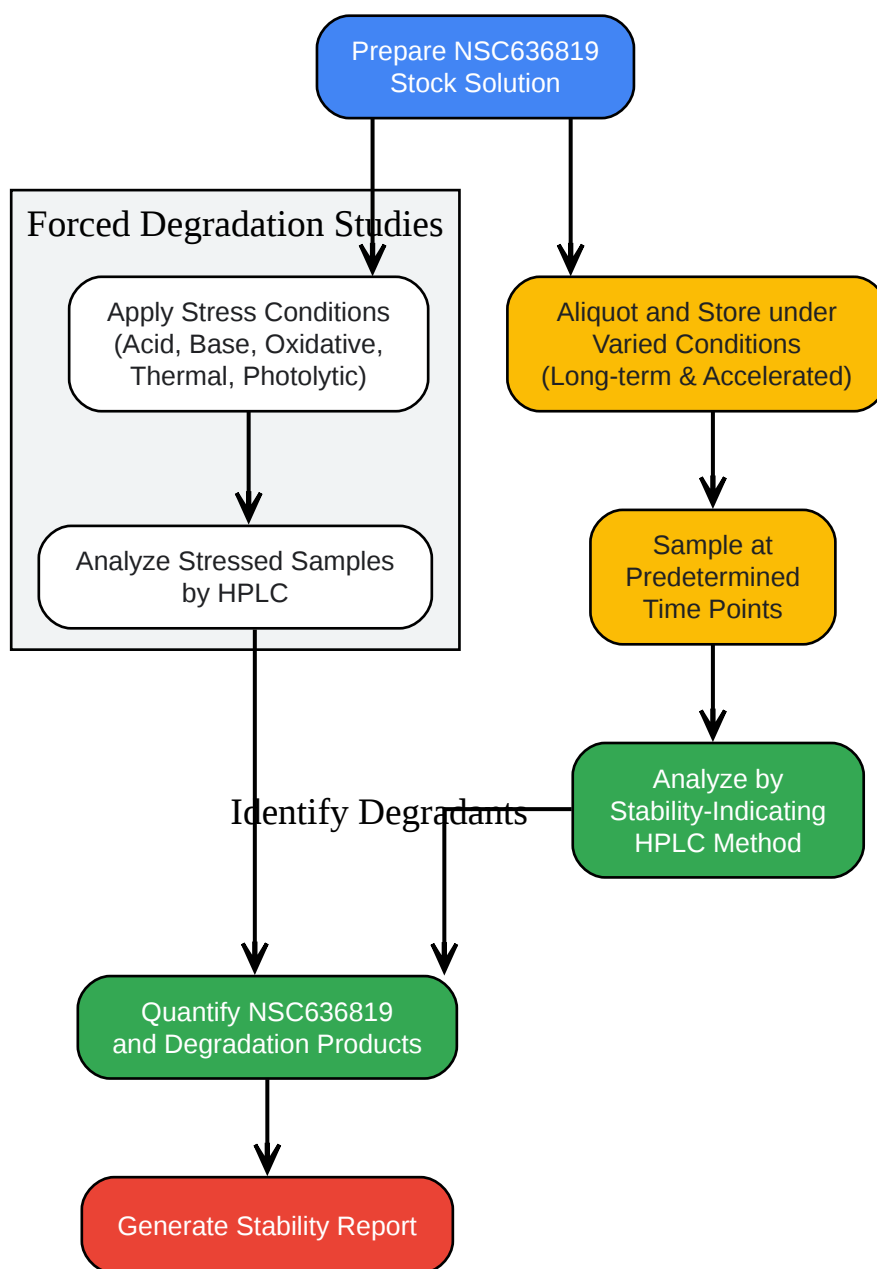 Prepare NSC636819
Stock Solution
Forced Degradation Studies
Apply Stress Conditions
(Acid, Base, Oxidative,
Thermal, Photolytic)
Aliquot and Store under
Varied Conditions
(Long-term & Accelerated)
Analyze Stressed Samples
by HPLC
Sample at
Predetermined
Time Points
Identify Degradants
Analyze by
Stability-Indicating
HPLC Method
Quantify NSC636819
and Degradation Products
Generate Stability Report